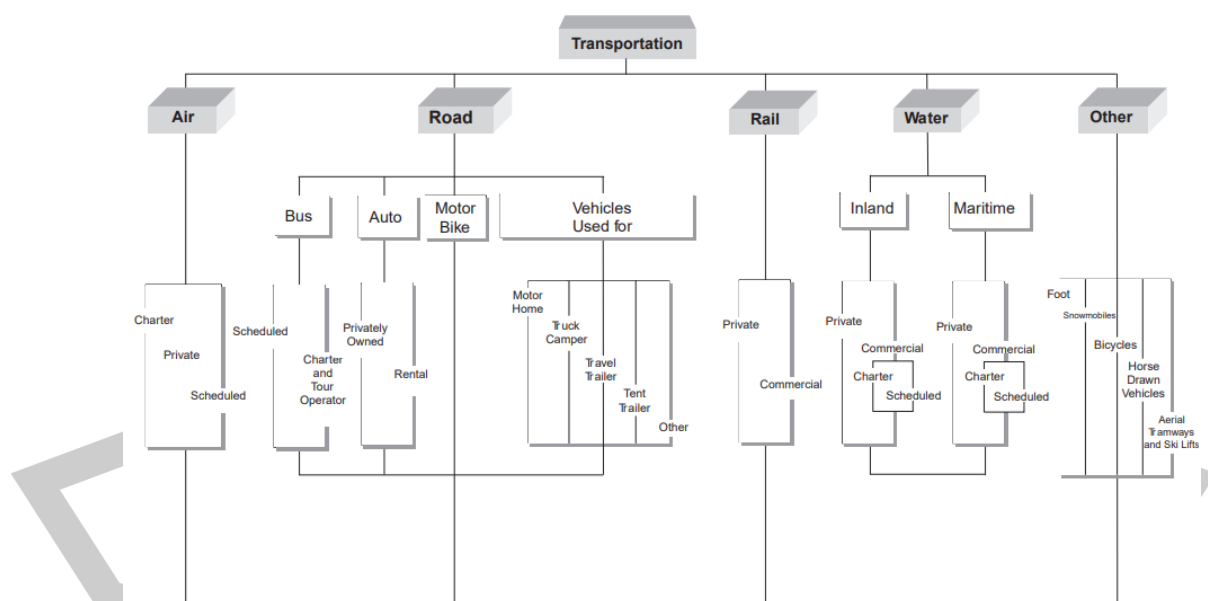 Transportation
Air
Road
Rail
Water
Other
Bus
Auto
Motor
Bike
Vehicles
Used for
Inland
Maritime
Charter
Private
Scheduled
Scheduled
Charter
and
Tour
Operator
Privately
Owned
Rental
Motor
Home
Truck
Camper
Travel
Trailer
Tent
Trailer
Other
Private
Commercial
Private
Commercial
Charter
Scheduled
Private
Commercial
Charter
Scheduled
Foot
Snowmobiles
Bicycles
Horse
Drawn
Vehicles
Aerial
Tramways
and Ski Lifts